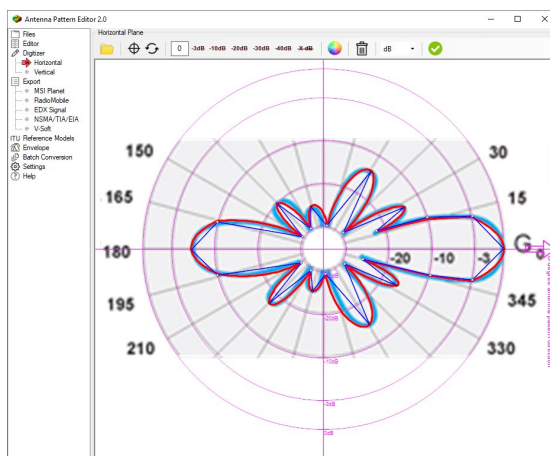 Antenna Pattern Editor 2.0
Files
Editor
Digitizer
Horizontal
Vertical
Export
MSI Planet
RadioMobile
EDX Signal
NSMA/TIA/EIA
V-Soft
ITU Reference Models
Envelope
Batch Conversion
Settings
Help
Horizontal Plane
0 -3dB -10dB -20dB -30dB -40dB -X-dB dB
150 30
165 15
180 -20 -10 -3 G 0
195 345
210 330
-20dB
-10dB
-3dB
0dB